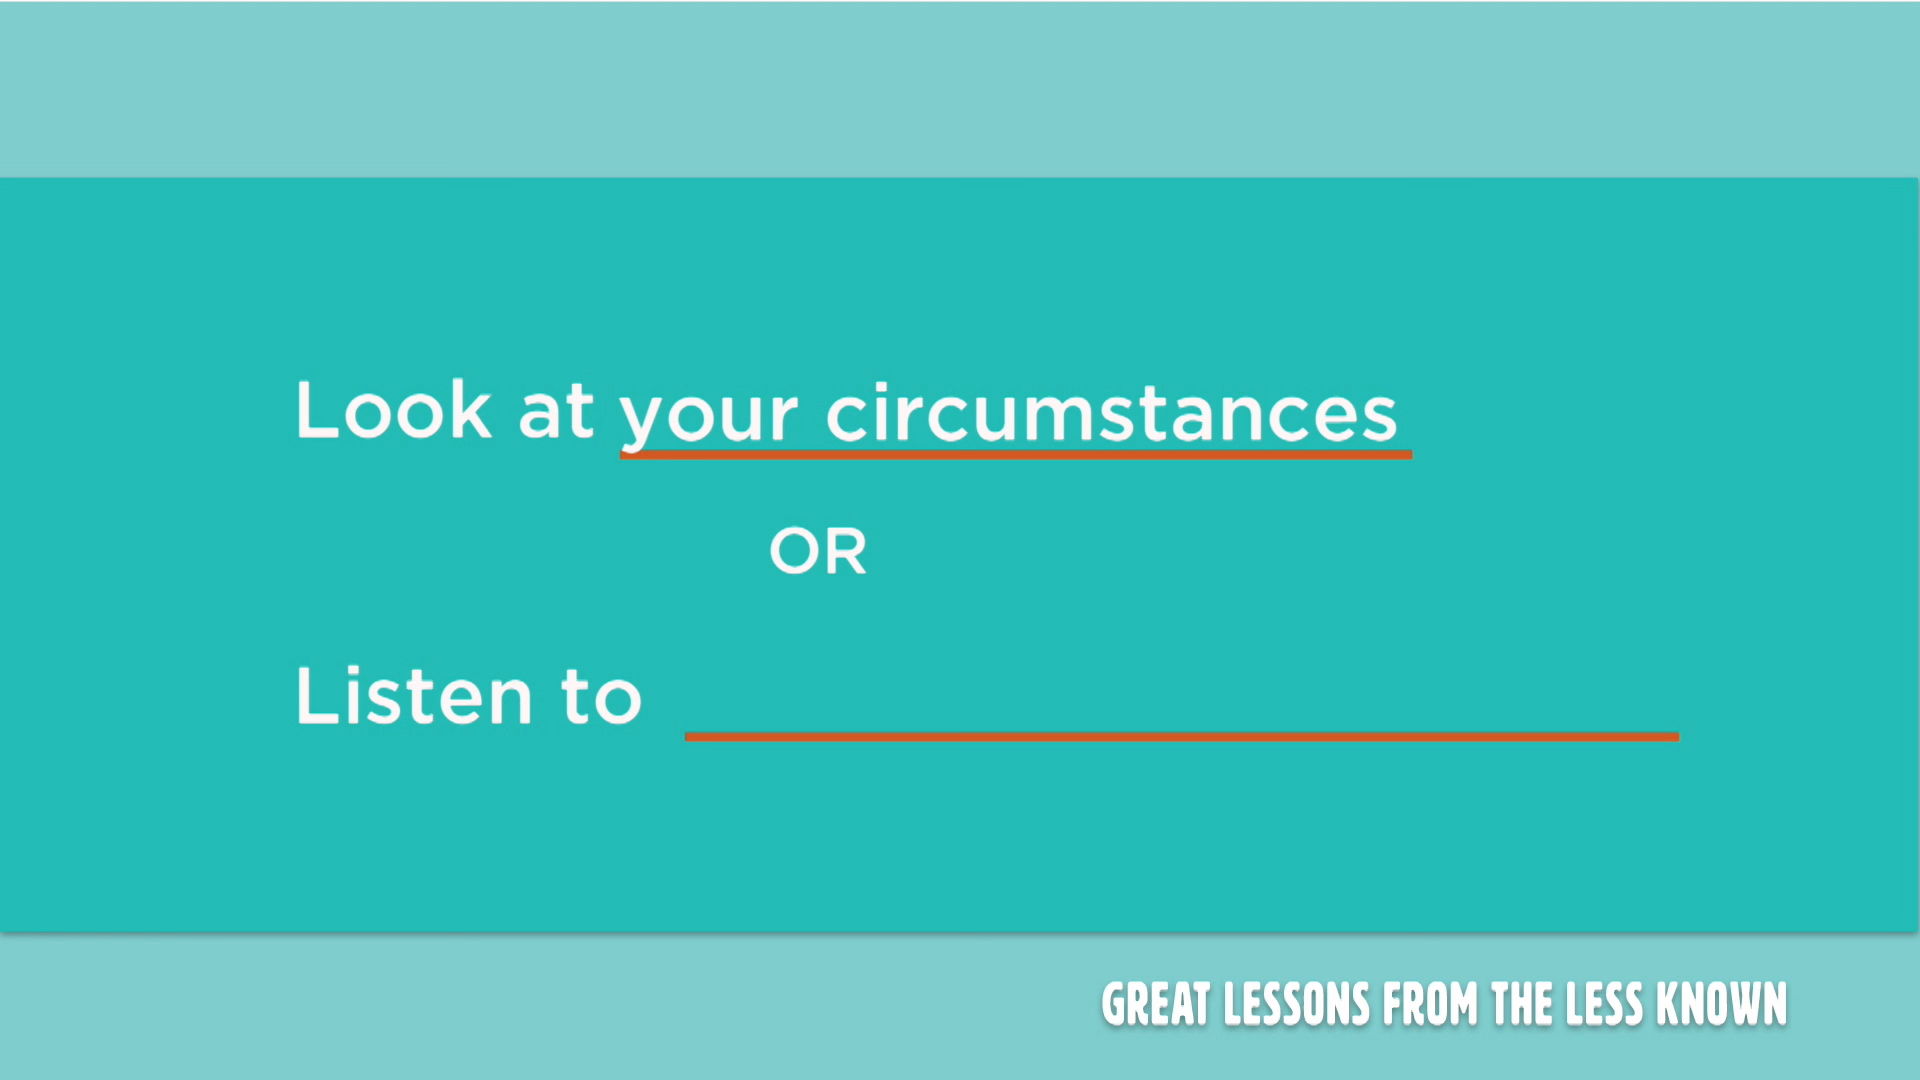 Look at your circumstances
OR
Listen to
GREAT LESSONS FROM THE LESS KNOWN